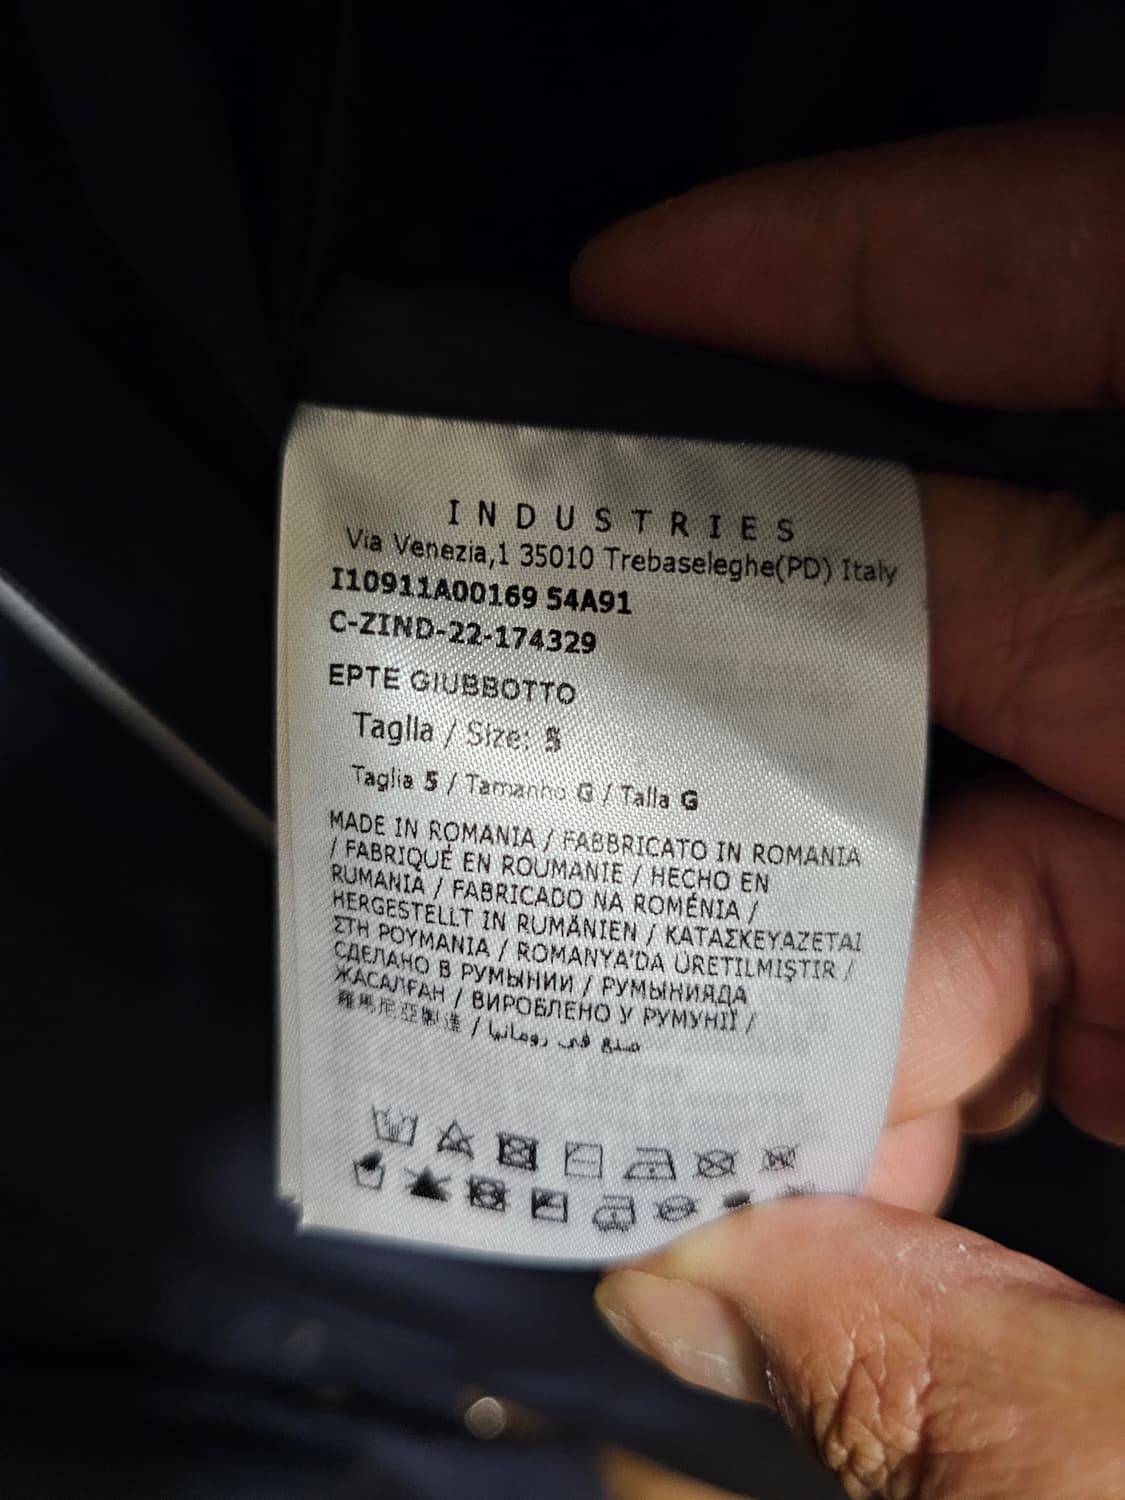 INDUSTRIES
Via Venezia,1 35010 Trebaseleghe(PD) Italy
I10911A00169 54A91
C-ZIND-22-174329
EPTE GIUBBOTTO
Taglia / Size: 5
Taglia 5 / Tamanho G / Talla G
MADE IN ROMANIA / FABBRICATO IN ROMANIA
/ FABRIQUÉ EN ROUMANIE / HECHO EN
RUMANIA / FABRICADO NA ROMÉNIA /
HERGESTELLT IN RUMÄNIEN / ΚΑΤΑΣΚΕΥΑΖΕΤΑΙ
ΣΤΗ ΡΟΥΜΑΝΙΑ / ROMANYA'DA ÜRETILMIŞTIR /
СДЕЛАНО В РУМЫНИИ / РУМЫНИЯДА
ЖАСАЛҒАН / ВИРОБЛЕНО У РУМУНІЇ /
羅馬尼亞製造 / صنع في رومانيا